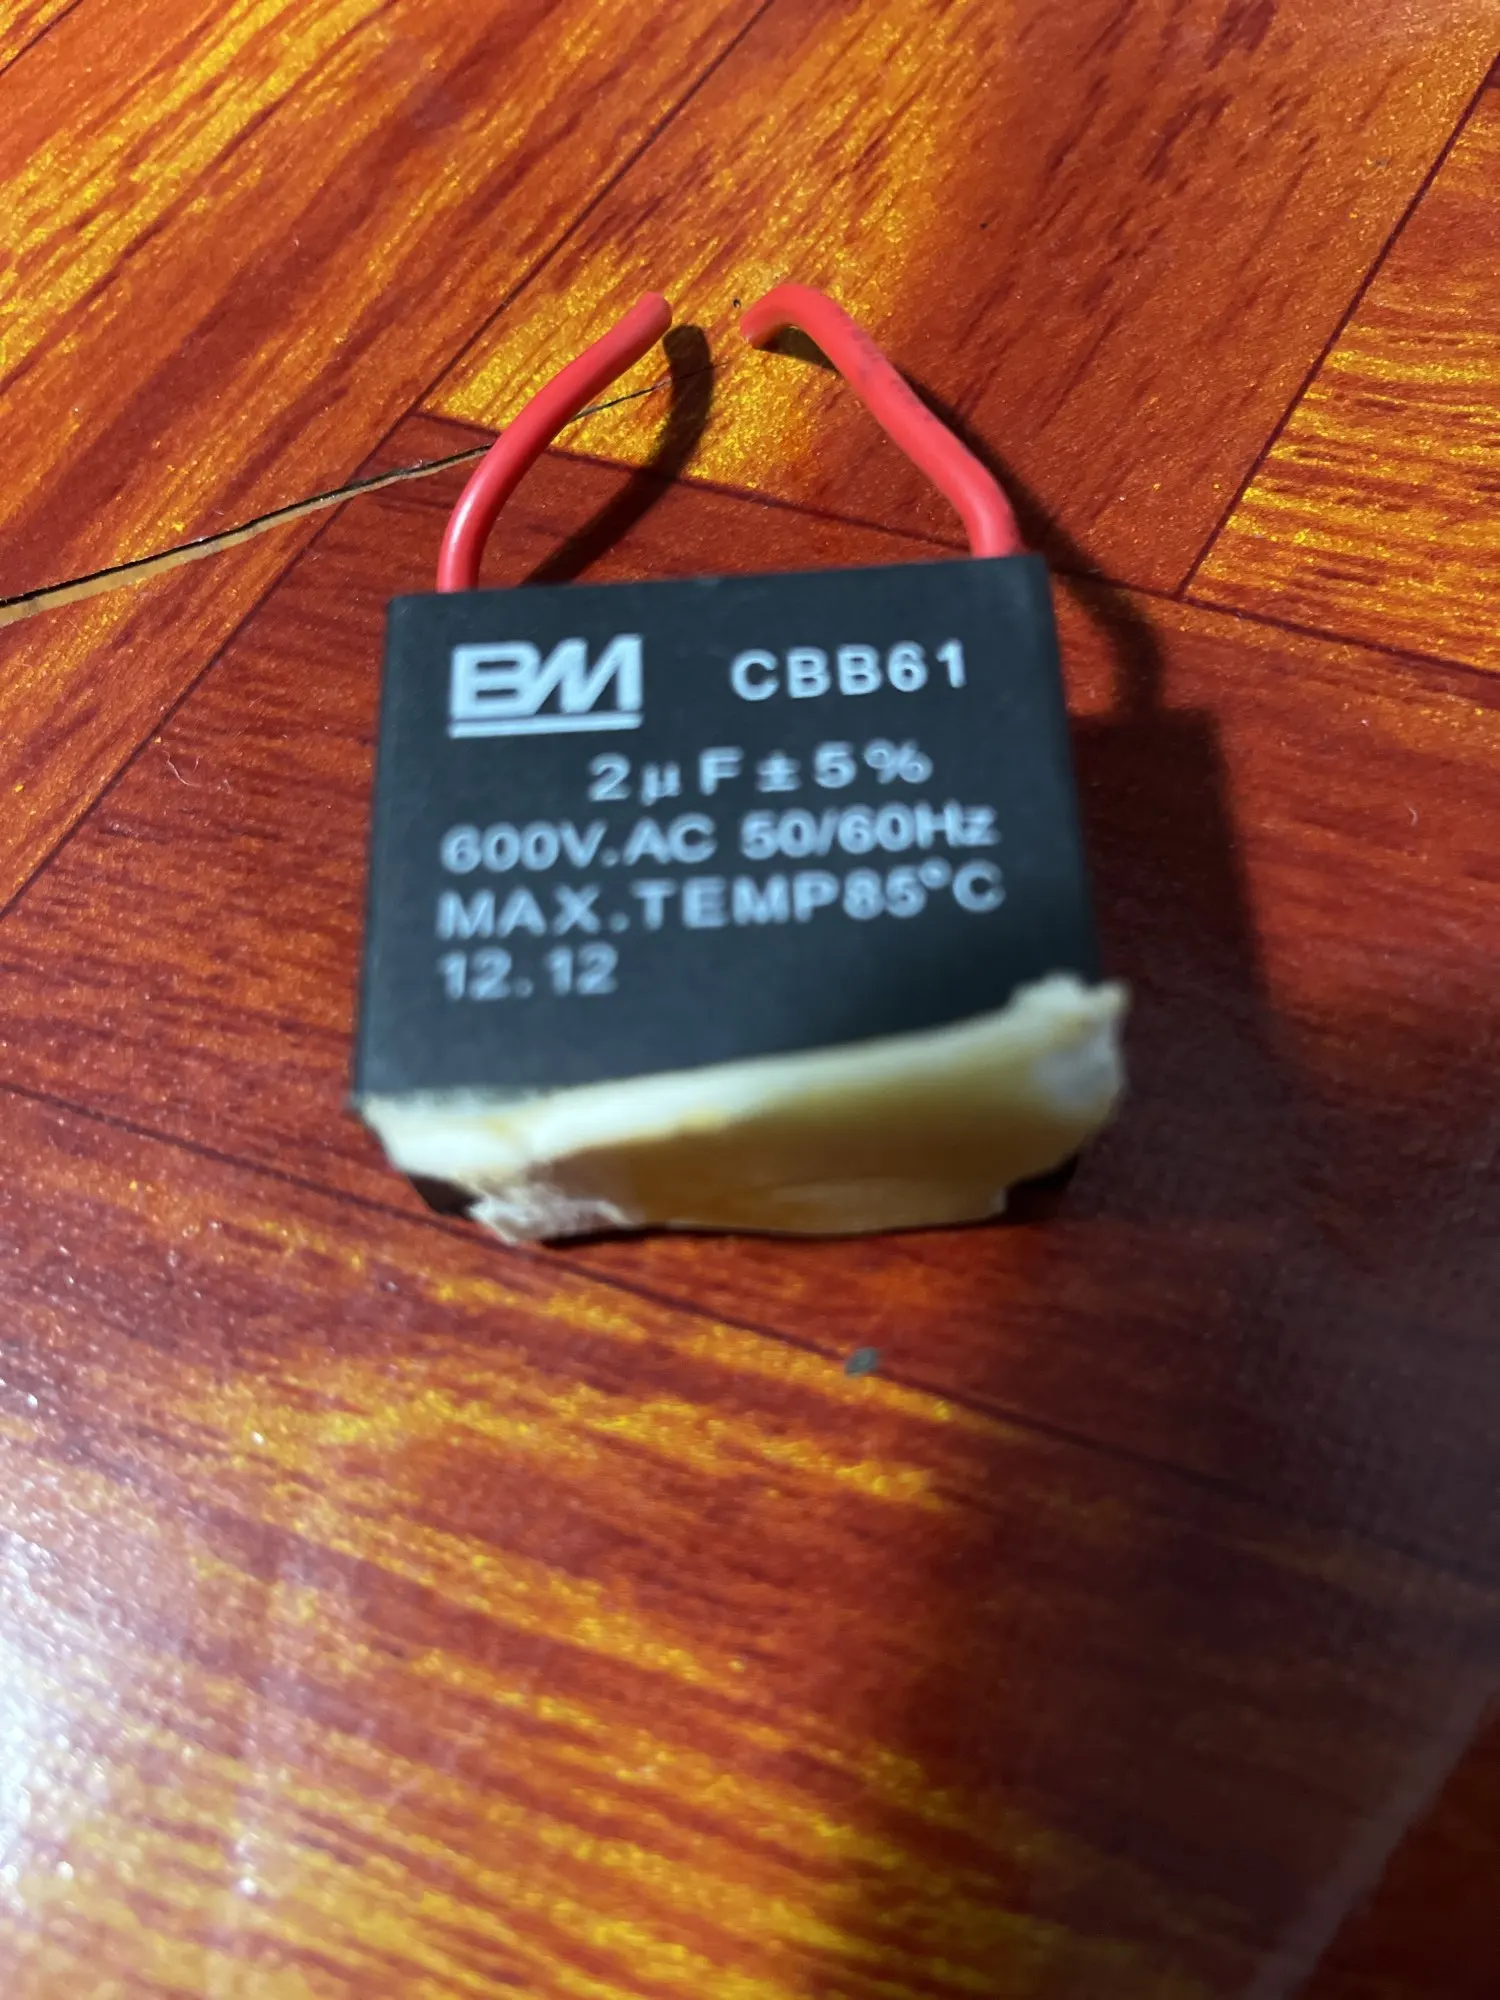 BM CBB61
2μF±5%
600V.AC 50/60Hz
MAX.TEMP85°C
12.12